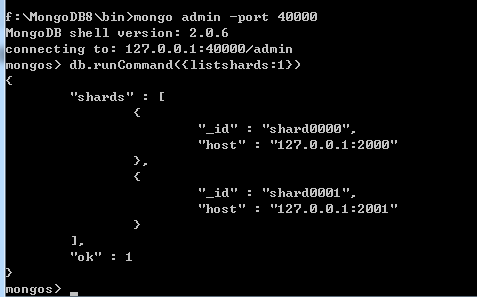 f:\MongoDB8\bin>mongo admin -port 40000
MongoDB shell version: 2.0.6
connecting to: 127.0.0.1:40000/admin
mongos> db.runCommand({listshards:1})
{
        "shards" : [
                {
                        "_id" : "shard0000",
                        "host" : "127.0.0.1:2000"
                },
                {
                        "_id" : "shard0001",
                        "host" : "127.0.0.1:2001"
                }
        ],
        "ok" : 1
}
mongos> _